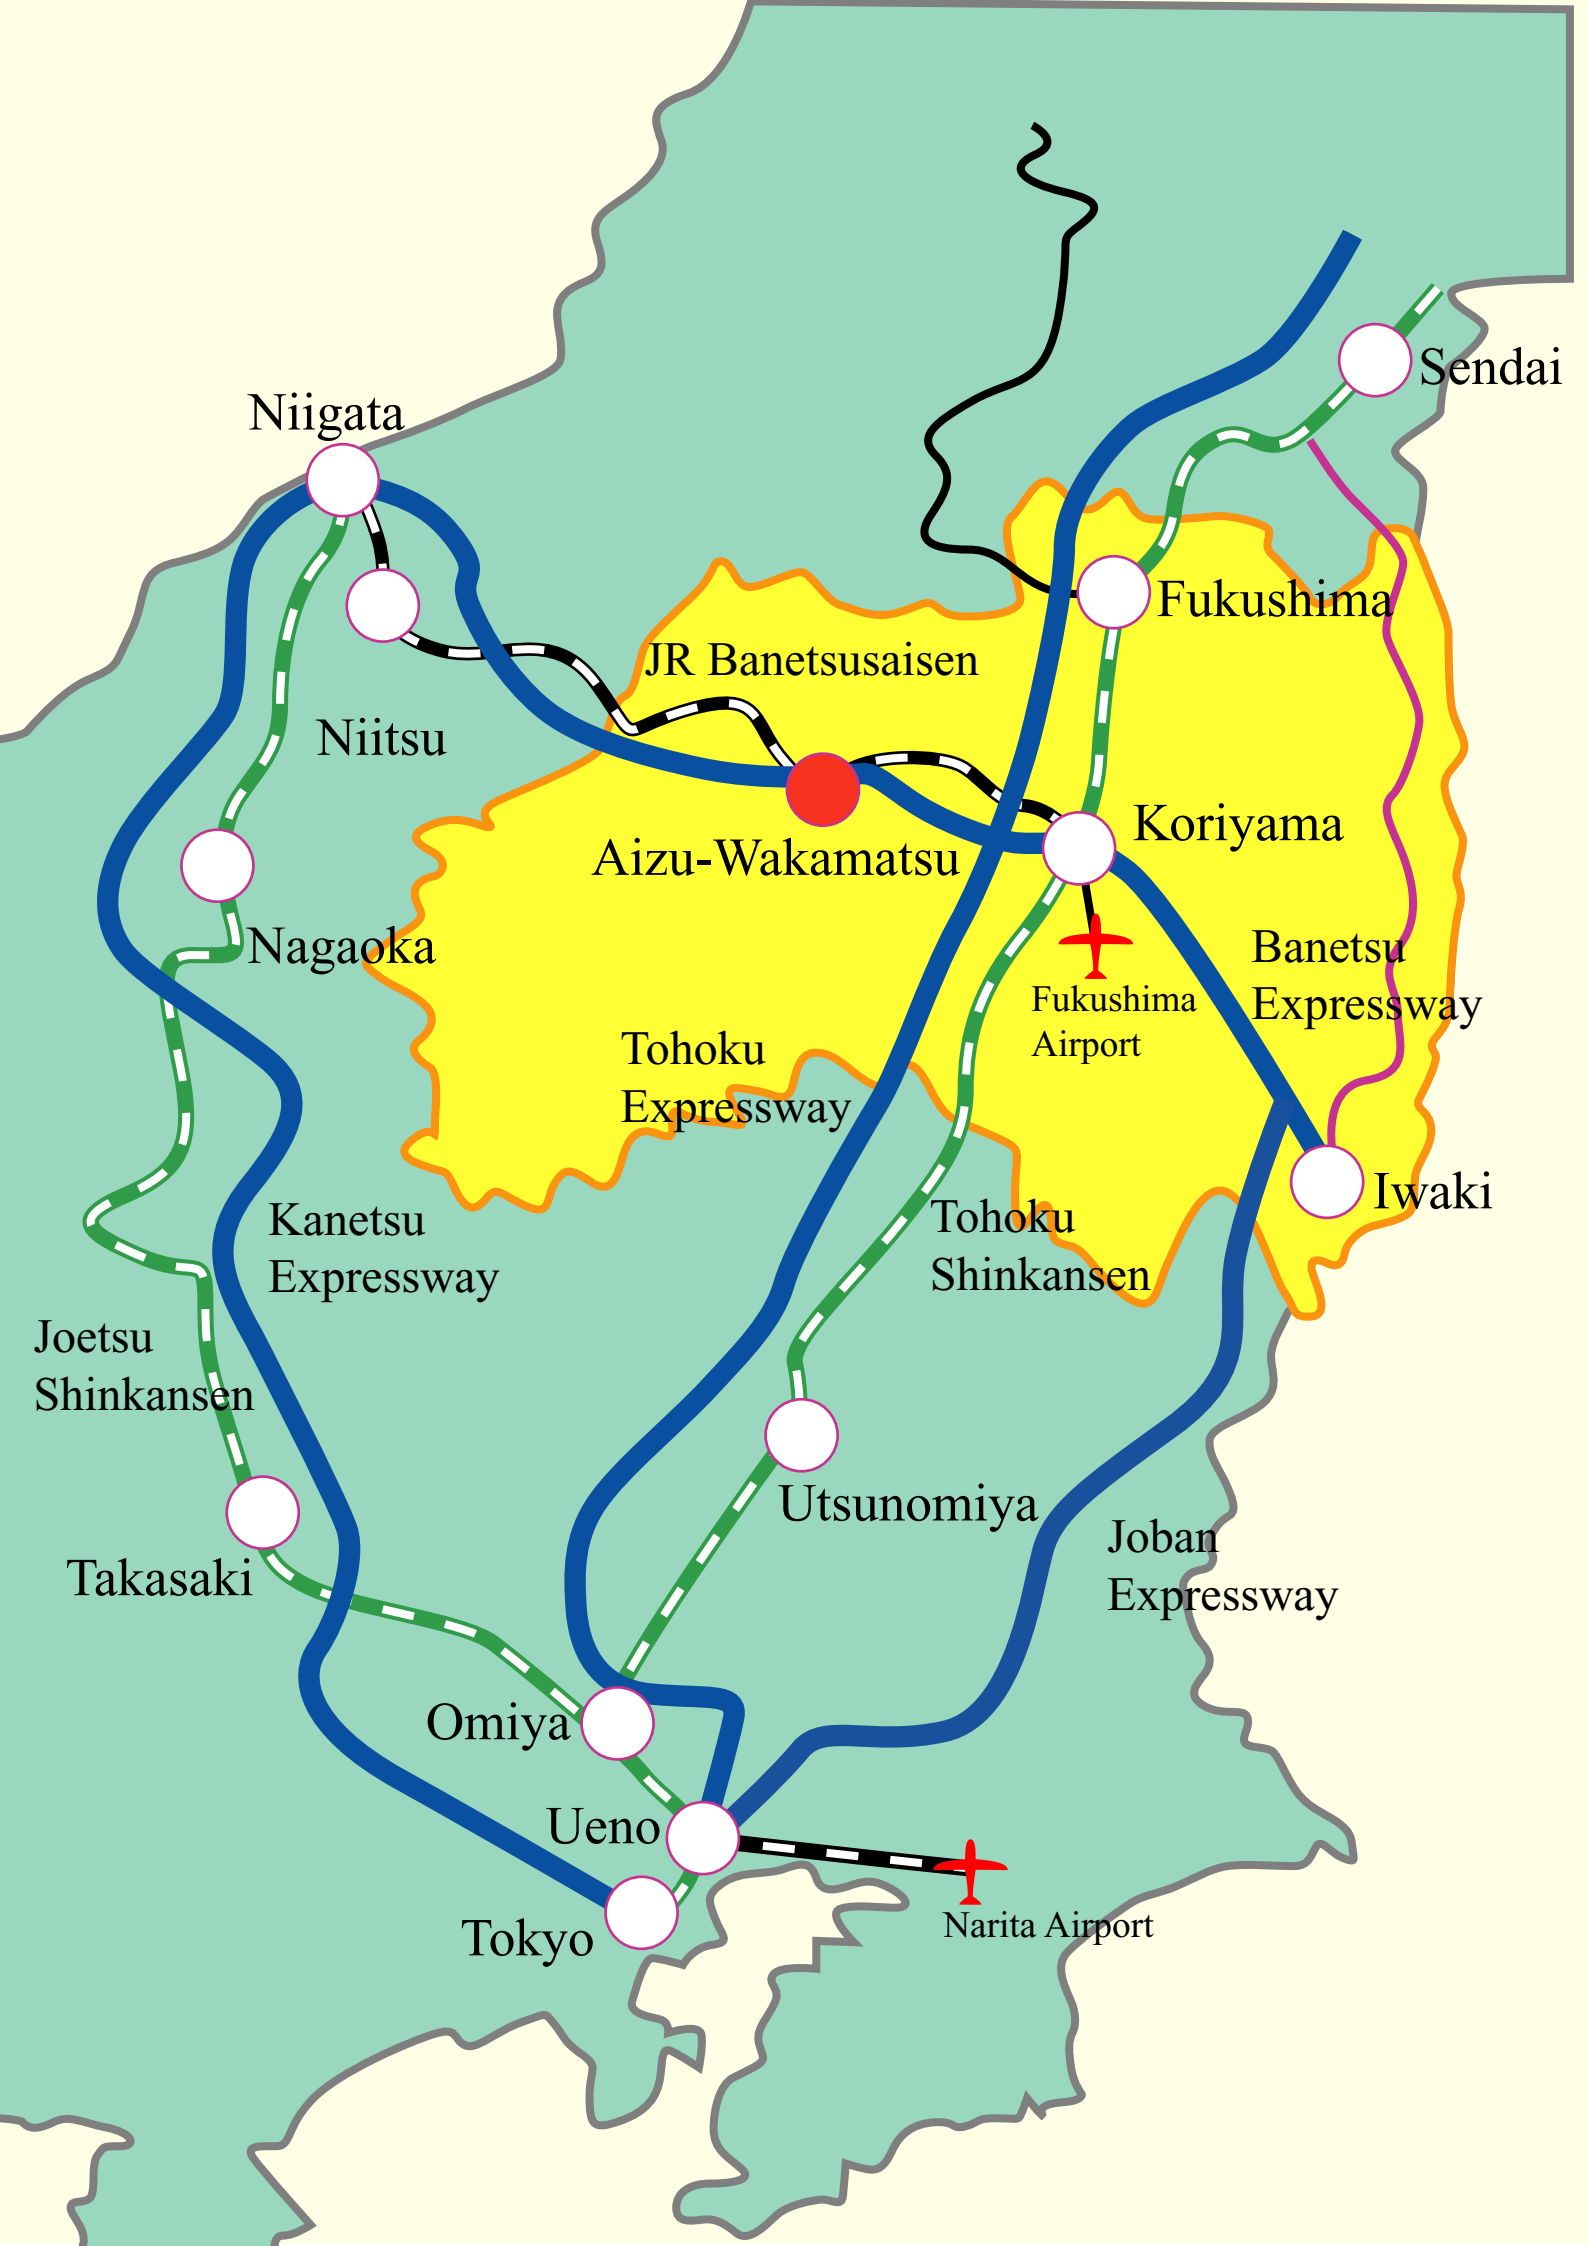 Sendai
Niigata
Fukushima
JR Banetsusaisen
Niitsu
Koriyama
Aizu-Wakamatsu
Nagaoka
Banetsu
Expressway
Fukushima
Airport
Tohoku
Expressway
Iwaki
Kanetsu
Expressway
Tohoku
Shinkansen
Joetsu
Shinkansen
Utsunomiya
Joban
Expressway
Takasaki
Omiya
Ueno
Narita Airport
Tokyo